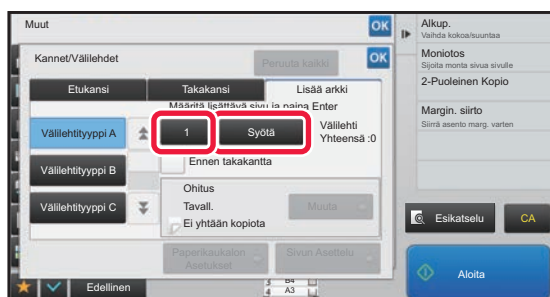 Muut
OK
Kannet/Välilehdet
Peruuta kaikki
OK
Etukansi
Takakansi
Lisää arkki
Määritä lisättävä sivu ja paina Enter
Välilehtityyppi A
1
Syötä
Välilehti
Yhteensä :0
Ennen takakantta
Välilehtityyppi B
Ohitus
Tavall.
Muuta
Ei yhtään kopiota
Välilehtityyppi C
Paperikaukalon
Asetukset
Sivun Asettelu
Edellinen
3 B4
4 A3
Alkup.
Vaihda kokoa/suuntaa
Moniotos
Sijoita monta sivua sivulle
2-Puoleinen Kopio
Margin. siirto
Siirrä asento marg. varten
Esikatselu
CA
Aloita